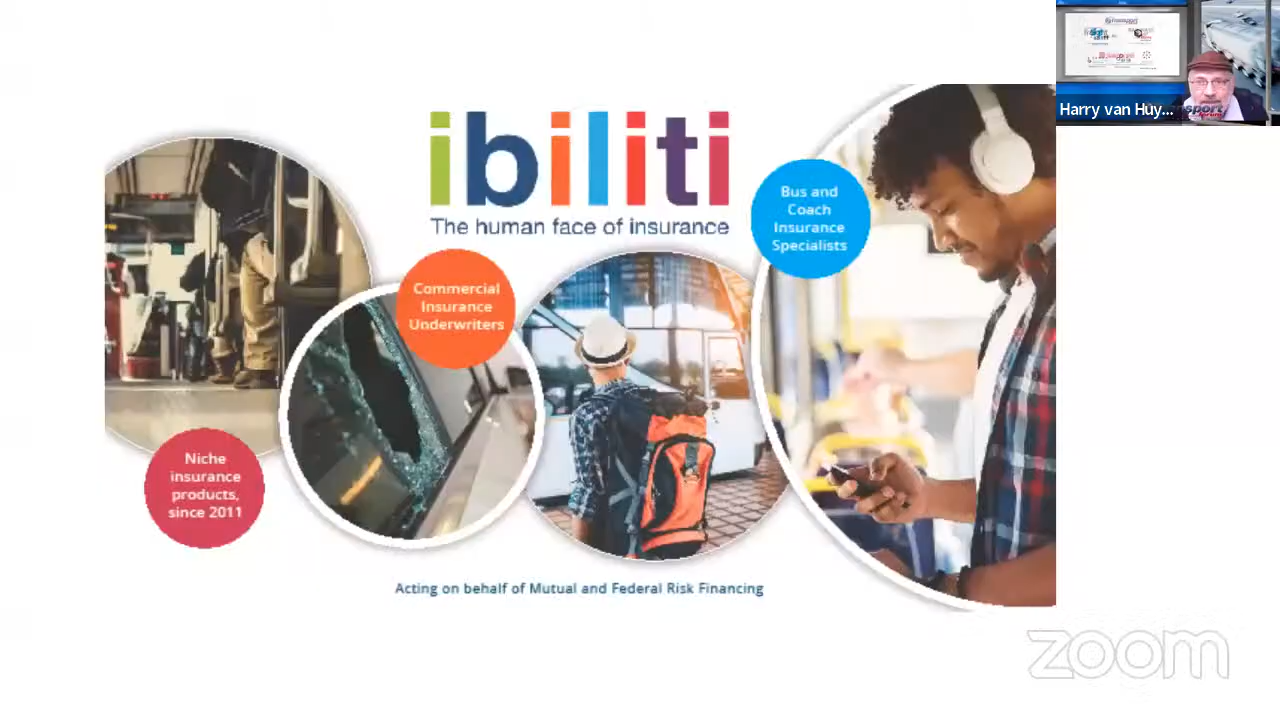 ibiliti
The human face of insurance
Bus and
Coach
Insurance
Specialists
Commercial
Insurance
Underwriters
Niche
insurance
products,
since 2011
Acting on behalf of Mutual and Federal Risk Financing
Harry van Huy...
zoom